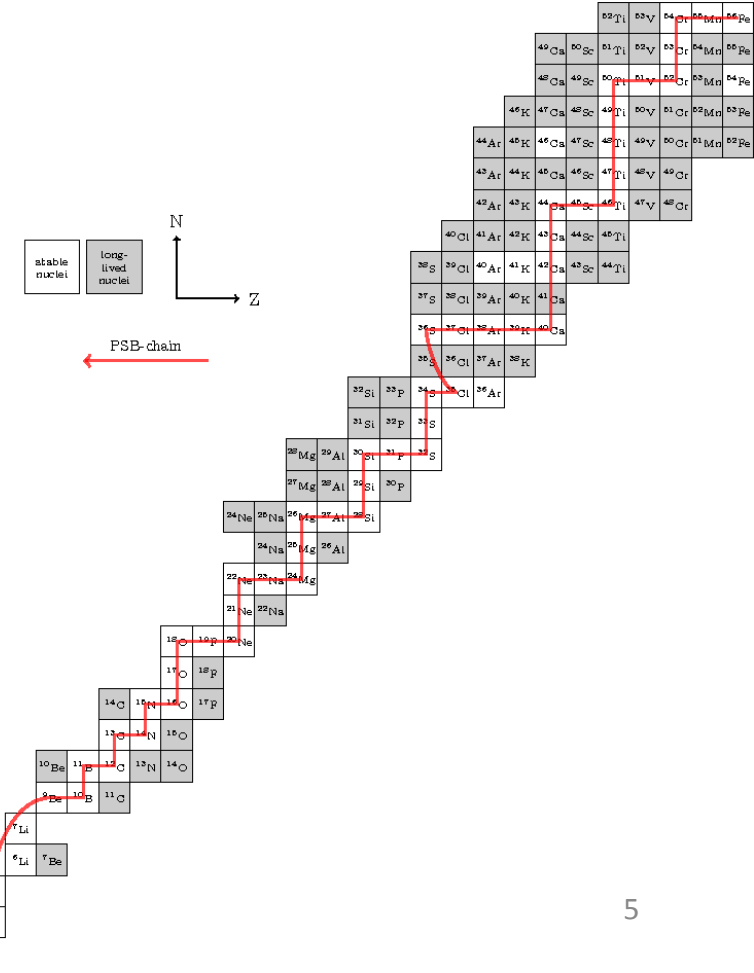 ⁵²Ti ⁵³V ⁵⁴Cr ⁵⁵Mn ⁵⁶Fe
⁴⁹Ca ⁵⁰Sc ⁵¹Ti ⁵²V ⁵³Cr ⁵⁴Mn ⁵⁵Fe
⁴⁸Ca ⁴⁹Sc ⁵⁰Ti ⁵¹V ⁵²Cr ⁵³Mn ⁵⁴Fe
⁴⁶K ⁴⁷Ca ⁴⁸Sc ⁴⁹Ti ⁵⁰V ⁵¹Cr ⁵²Mn ⁵³Fe
⁴⁴Ar ⁴⁵K ⁴⁶Ca ⁴⁷Sc ⁴⁸Ti ⁴⁹V ⁵⁰Cr ⁵¹Mn ⁵²Fe
⁴³Ar ⁴⁴K ⁴⁵Ca ⁴⁶Sc ⁴⁷Ti ⁴⁸V ⁴⁹Cr
⁴²Ar ⁴³K ⁴⁴Ca ⁴⁵Sc ⁴⁶Ti ⁴⁷V ⁴⁸Cr
N
⁴⁰Cl ⁴¹Ar ⁴²K ⁴³Ca ⁴⁴Sc ⁴⁵Ti
stable
nuclei
long-
lived
nuclei
³⁸S ³⁹Cl ⁴⁰Ar ⁴¹K ⁴²Ca ⁴³Sc ⁴⁴Ti
Z
³⁷S ³⁸Cl ³⁹Ar ⁴⁰K ⁴¹Ca
³⁶S ³⁷Cl ³⁸Ar ³⁹K ⁴⁰Ca
PSB-chain
³⁵S ³⁶Cl ³⁷Ar ³⁸K
³²Si ³³P ³⁴S ³⁵Cl ³⁶Ar
³¹Si ³²P ³³S
²⁸Mg ²⁹Al ³⁰Si ³¹P ³²S
²⁷Mg ²⁸Al ²⁹Si ³⁰P
²⁴Ne ²⁵Na ²⁶Mg ²⁷Al ²⁸Si
²⁴Na ²⁵Mg ²⁶Al
²²Ne ²³Na ²⁴Mg
²¹Ne ²²Na
¹⁸O ¹⁹F ²⁰Ne
¹⁷O ¹⁸F
¹⁴C ¹⁵N ¹⁶O ¹⁷F
¹³C ¹⁴N ¹⁵O
¹⁰Be ¹¹B ¹²C ¹³N ¹⁴O
⁹Be ¹⁰B ¹¹C
⁷Li
⁶Li ⁷Be
5